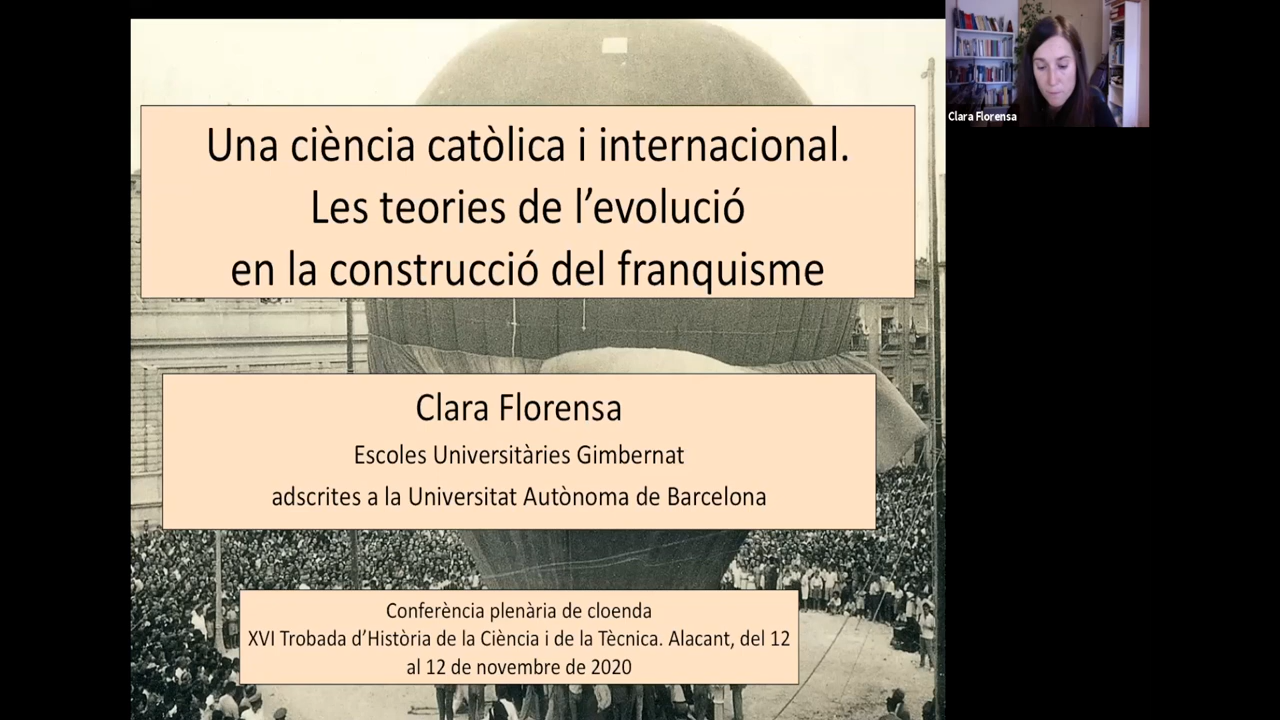 Una ciència catòlica i internacional.
Les teories de l'evolució
en la construcció del franquisme
Clara Florensa
Escoles Universitàries Gimbernat
adscrites a la Universitat Autònoma de Barcelona
Conferència plenària de cloenda
XVI Trobada d'Història de la Ciència i de la Tècnica. Alacant, del 12
al 12 de novembre de 2020
Clara Florensa